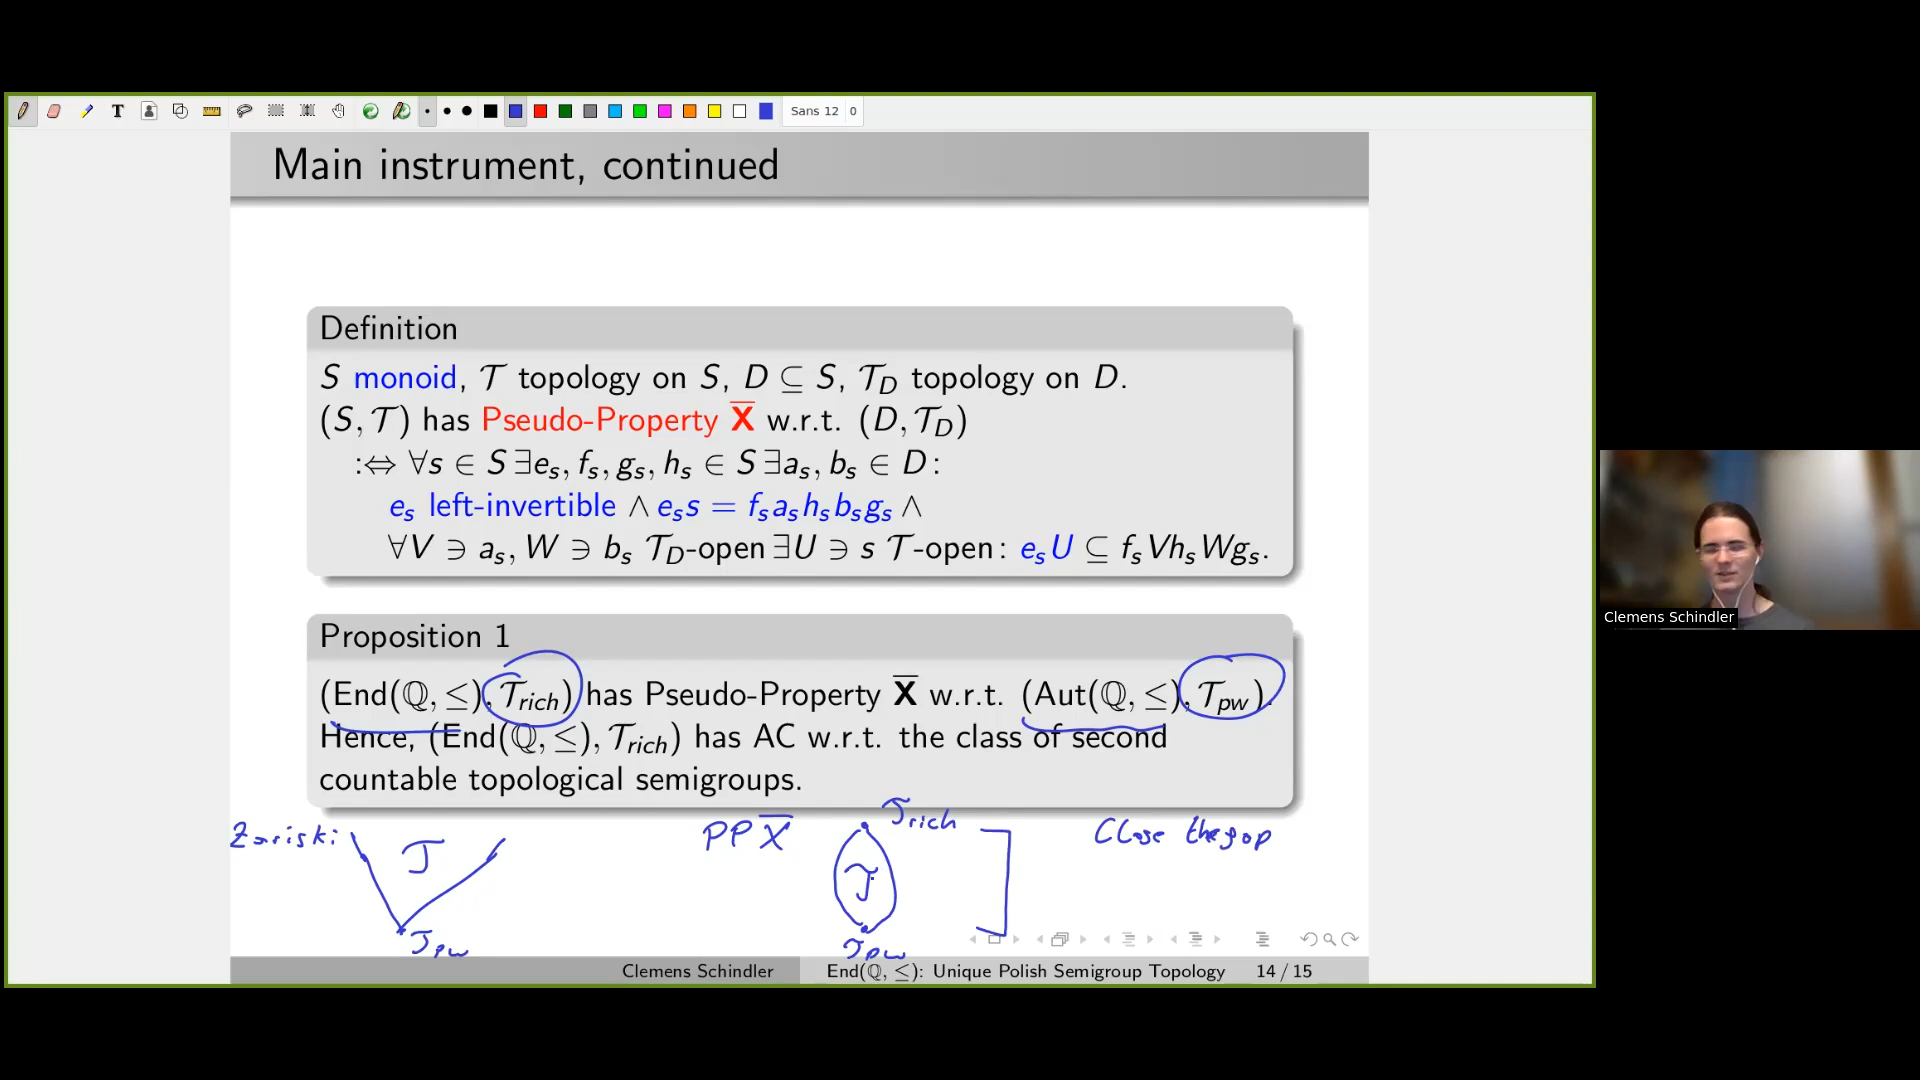 T Sans 12 0
Main instrument, continued
Definition
S monoid, 𝒯 topology on S, D ⊆ S, 𝒯_D topology on D.
(S, 𝒯) has Pseudo-Property X̅ w.r.t. (D, 𝒯_D)
:⇔ ∀s ∈ S ∃e_s, f_s, g_s, h_s ∈ S ∃a_s, b_s ∈ D:
e_s left-invertible ∧ e_s s = f_s a_s h_s b_s g_s ∧
∀V ∋ a_s, W ∋ b_s 𝒯_D-open ∃U ∋ s 𝒯-open: e_s U ⊆ f_s V h_s W g_s.
Proposition 1
(End(ℚ, ≤), 𝒯_rich) has Pseudo-Property X̅ w.r.t. (Aut(ℚ, ≤), 𝒯_pw).
Hence, (End(ℚ, ≤), 𝒯_rich) has AC w.r.t. the class of second
countable topological semigroups.
Zariski 𝒯 𝒯_pw
PP X̅ 𝒯_rich 𝒯 𝒯_pw
Close the gap
Clemens Schindler End(ℚ, ≤): Unique Polish Semigroup Topology 14 / 15
Clemens Schindler